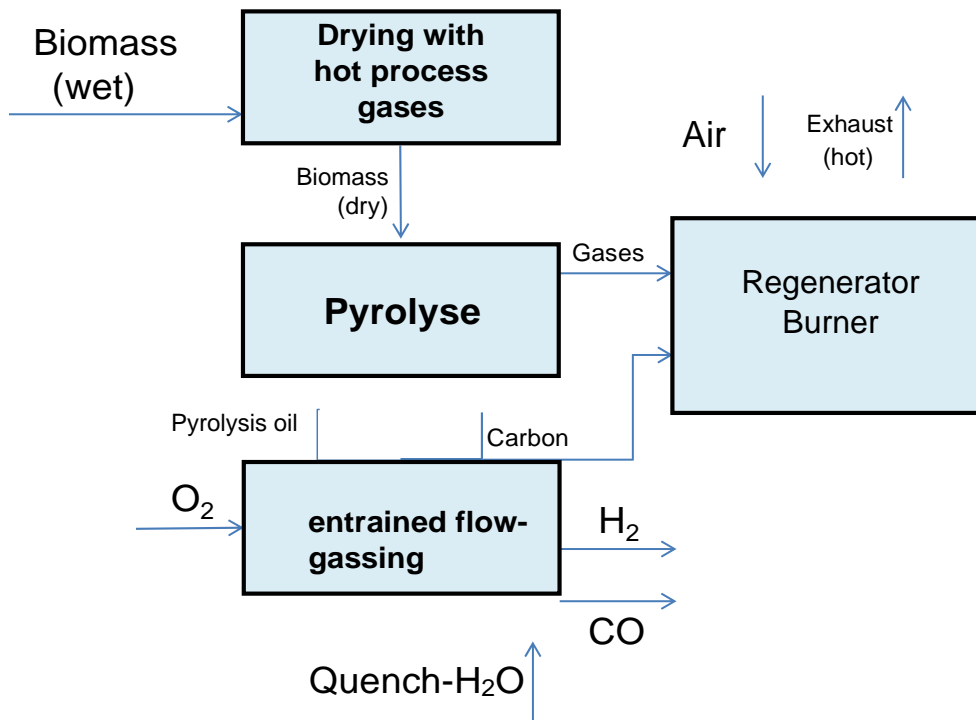 Biomass
(wet)
Drying with
hot process
gases
Air
Exhaust
(hot)
Biomass
(dry)
Pyrolyse
Gases
Regenerator
Burner
Pyrolysis oil
Carbon
O₂
entrained flow-
gassing
H₂
CO
Quench-H₂O